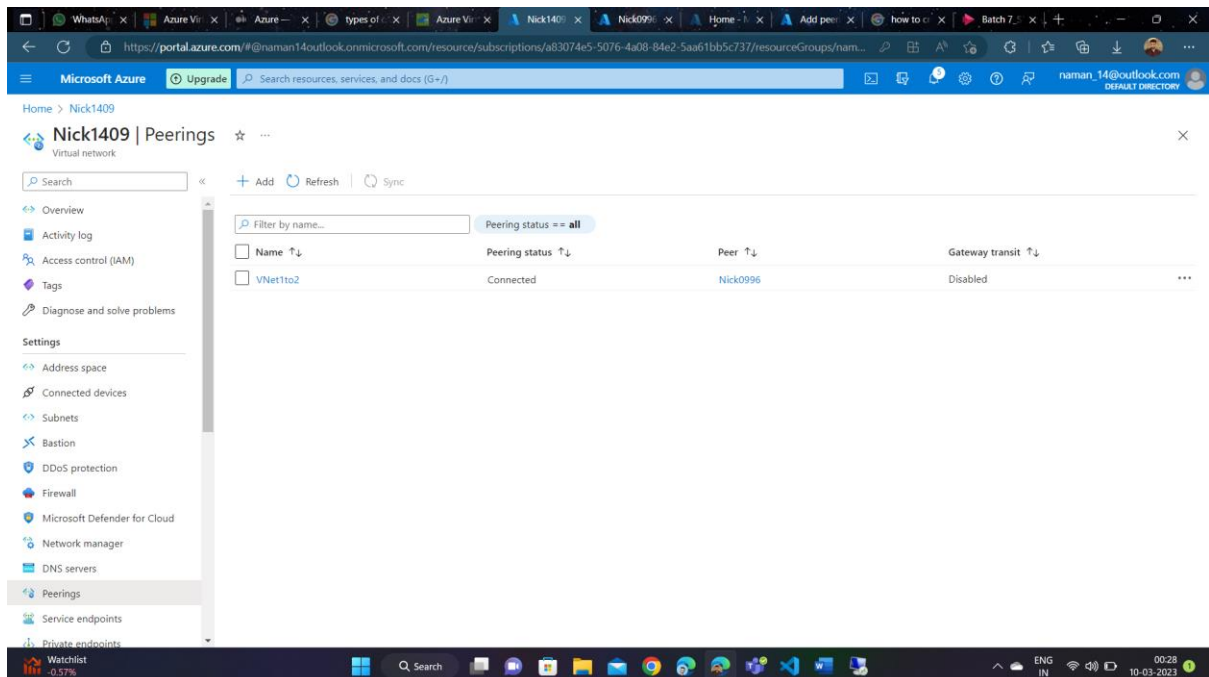 WhatsAp
Azure Vir
Azure —
types of c
Azure Vir
Nick1409
Nick0996
Home - N
Add peer
how to c
Batch 7_5
https://portal.azure.com/#@naman14outlook.onmicrosoft.com/resource/subscriptions/a83074e5-5076-4a08-84e2-5aa61bb5c737/resourceGroups/nam...
Microsoft Azure
Upgrade
Search resources, services, and docs (G+/)
5
naman_14@outlook.com
DEFAULT DIRECTORY
Home > Nick1409
Nick1409 | Peerings
Virtual network
Search
+ Add Refresh Sync
Overview
Activity log
Access control (IAM)
Tags
Diagnose and solve problems
Settings
Address space
Connected devices
Subnets
Bastion
DDoS protection
Firewall
Microsoft Defender for Cloud
Network manager
DNS servers
Peerings
Service endpoints
Private endpoints
Filter by name...
Peering status == all
Name Peering status Peer Gateway transit
VNet1to2 Connected Nick0996 Disabled
Watchlist
-0.57%
Search
ENG
IN
00:28
10-03-2023
1